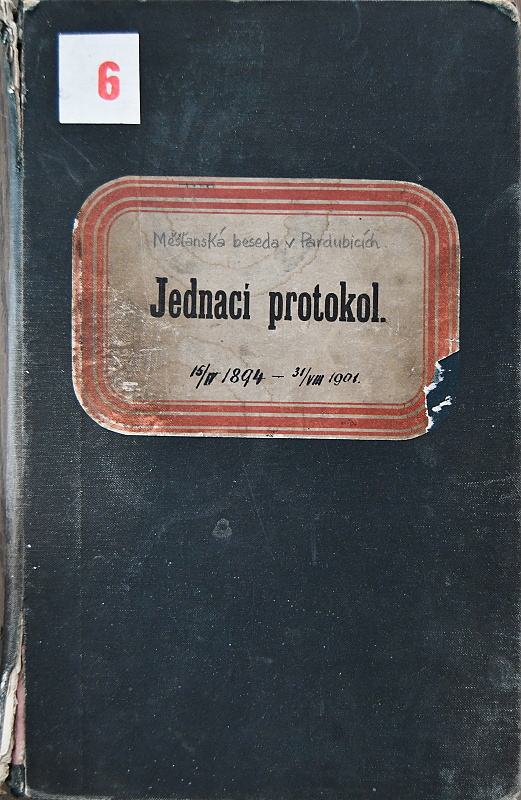 6
Měšťanská beseda v Pardubicích.
Jednací protokol.
15/IV 1894 – 31/VIII 1901.